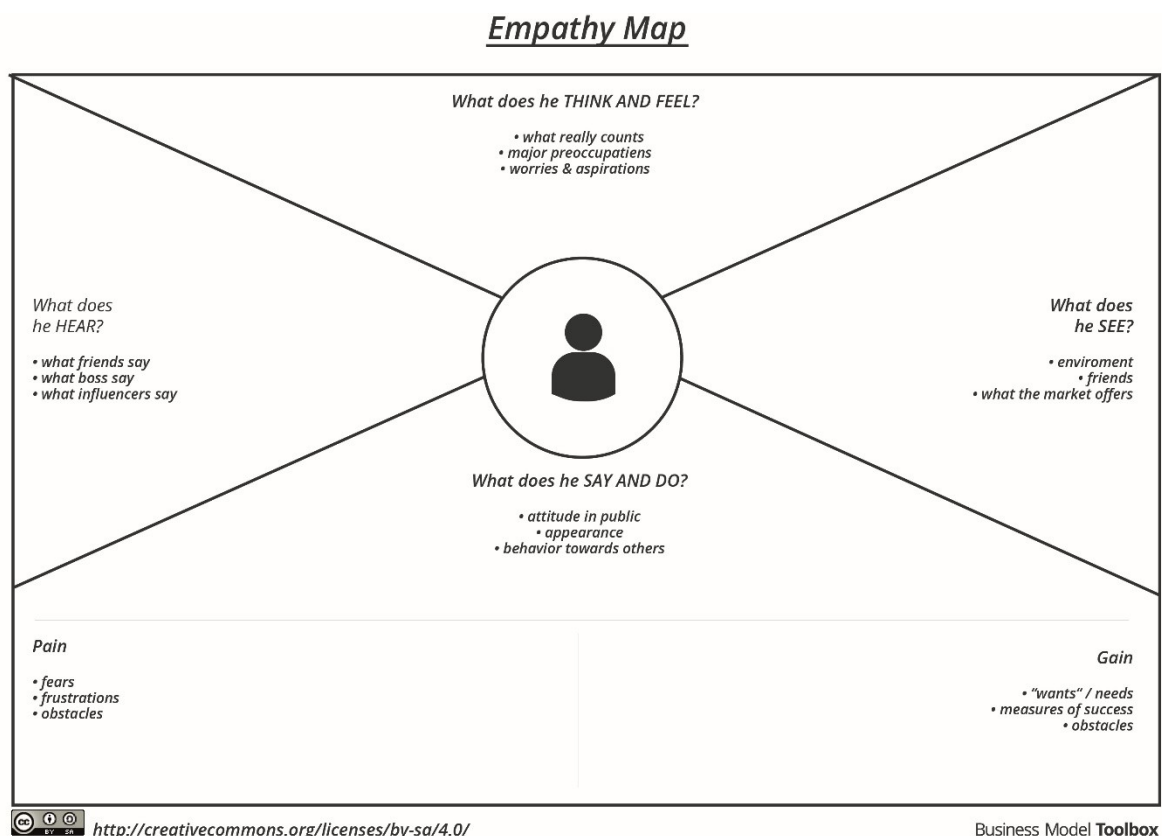 Empathy Map
What does he THINK AND FEEL?
• what really counts
• major preoccupatiens
• worries & aspirations
What does
he HEAR?
• what friends say
• what boss say
• what influencers say
What does
he SEE?
• enviroment
• friends
• what the market offers
What does he SAY AND DO?
• attitude in public
• appearance
• behavior towards others
Pain
• fears
• frustrations
• obstacles
Gain
• “wants“ / needs
• measures of success
• obstacles
cc BY SA
http://creativecommons.org/licenses/by-sa/4.0/
Business Model Toolbox